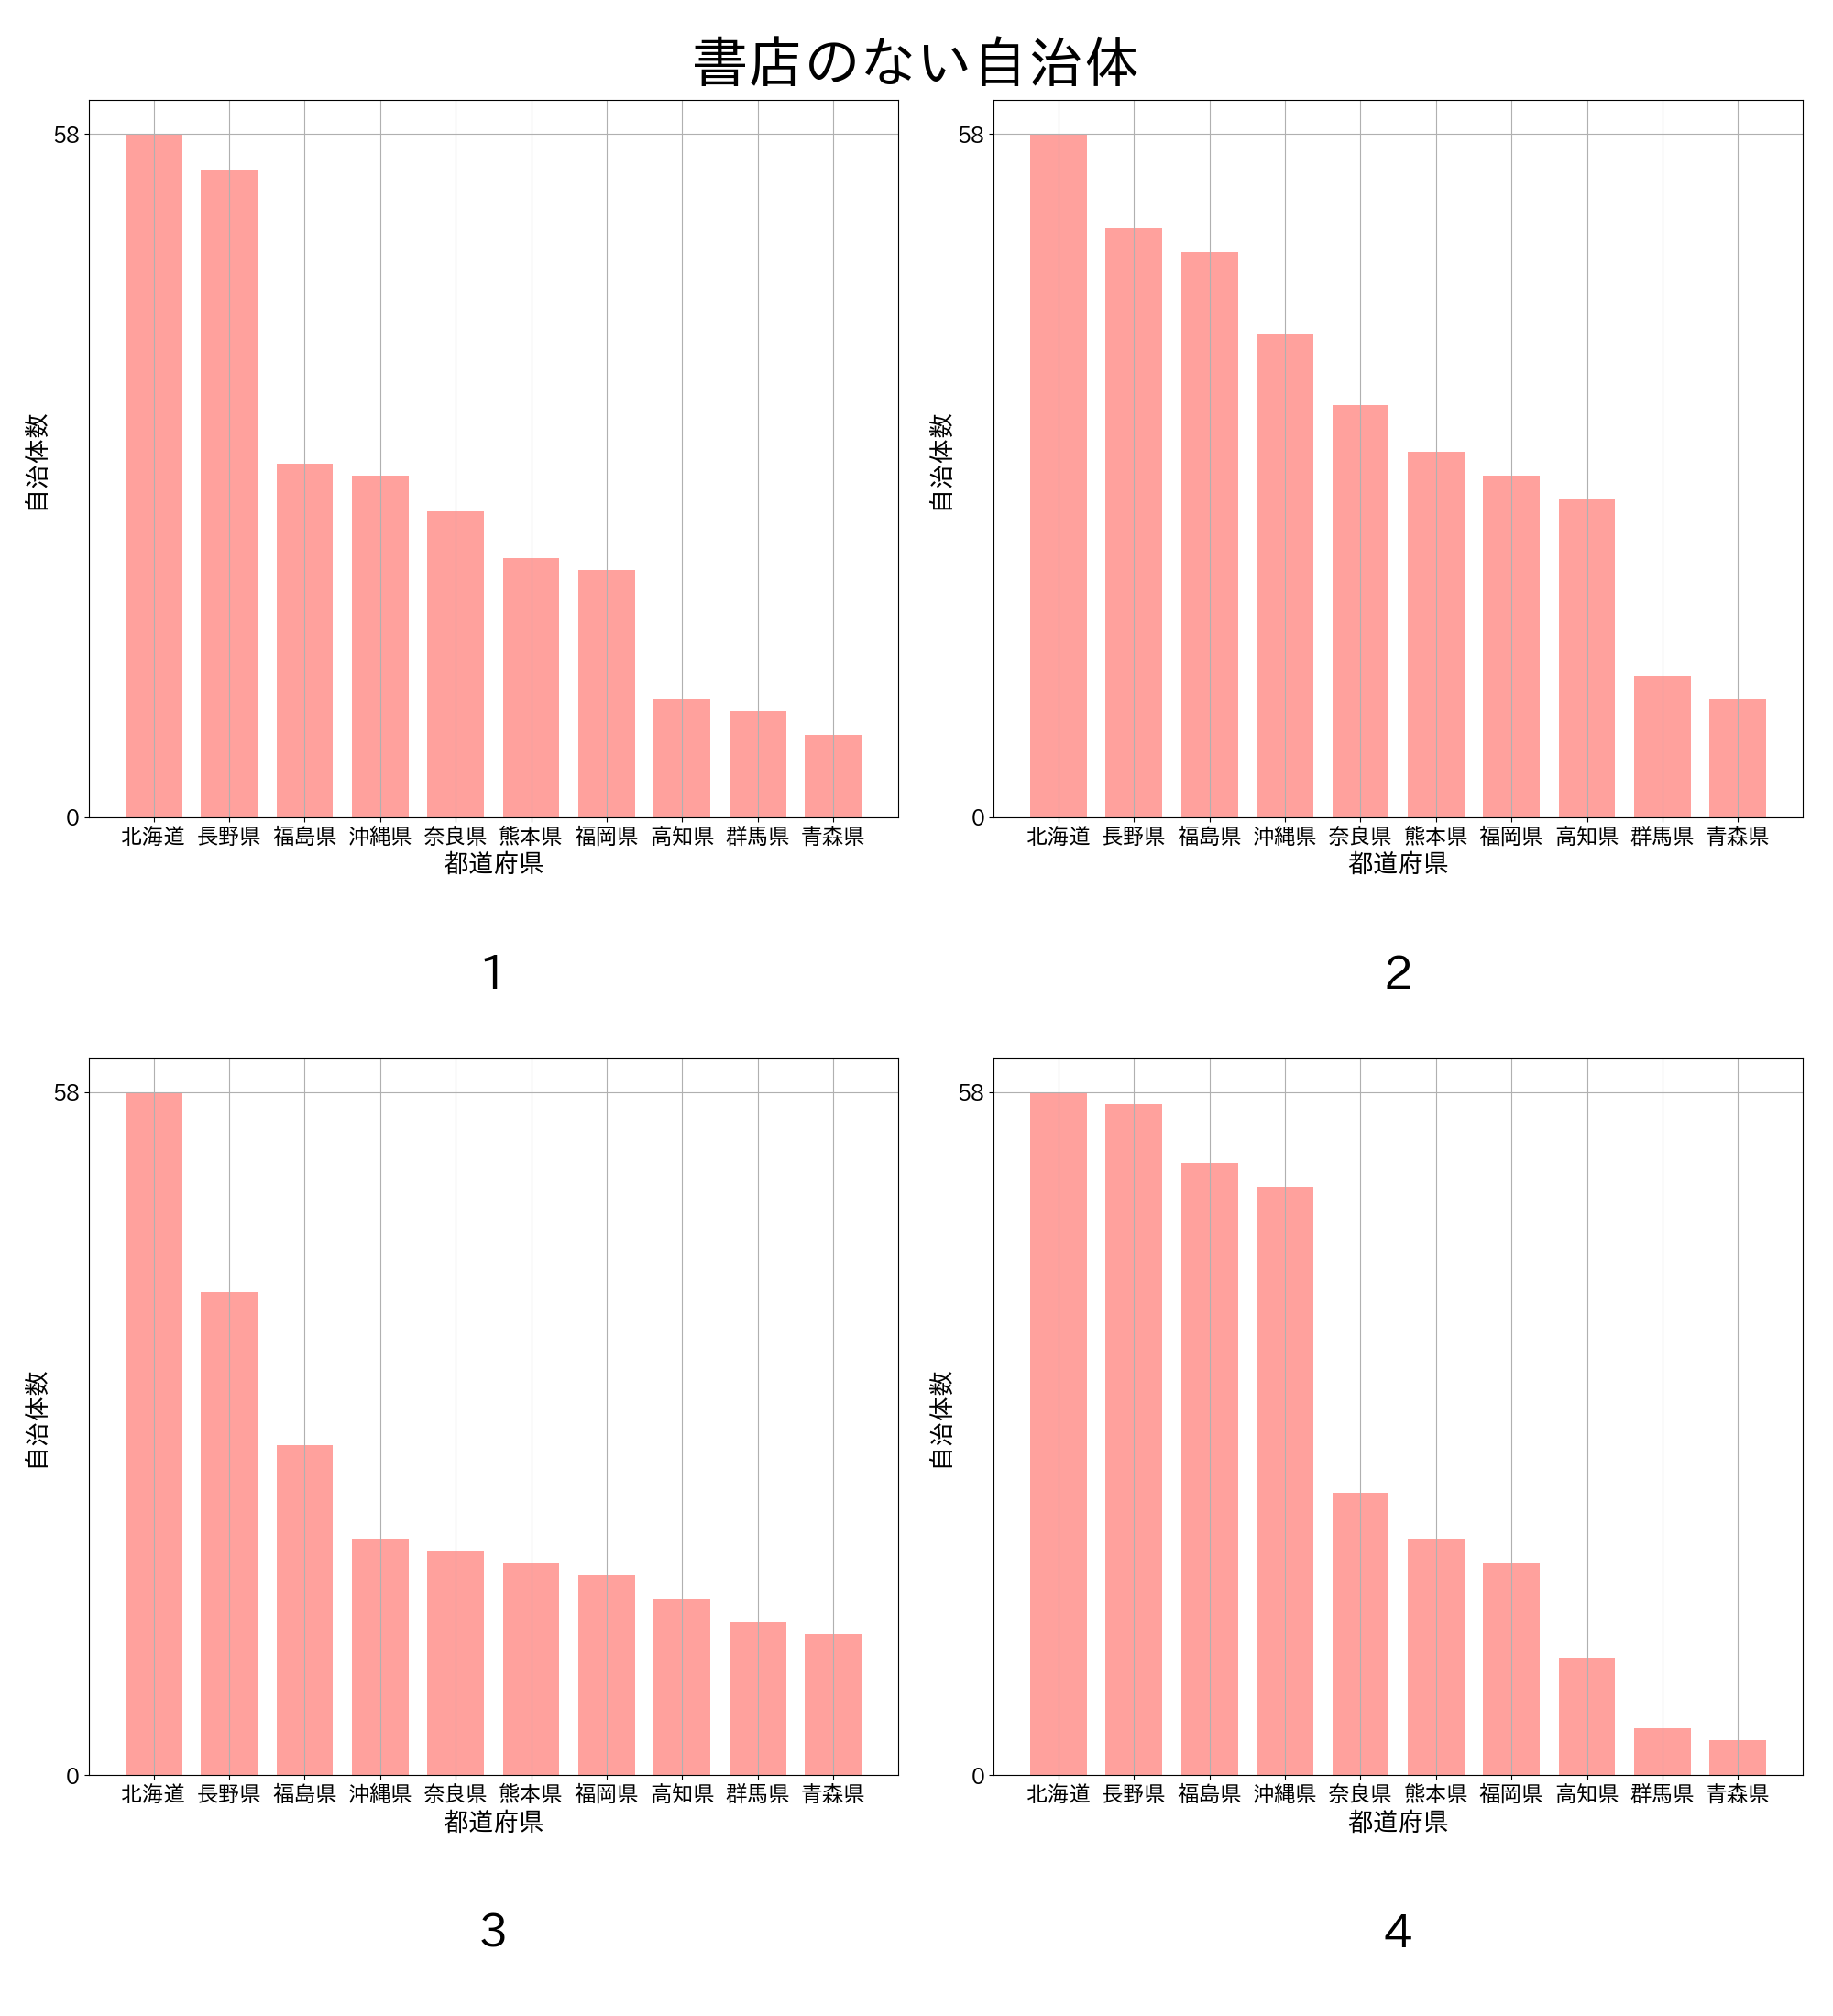 書店のない自治体
58
0
自治体数
北海道 長野県 福島県 沖縄県 奈良県 熊本県 福岡県 高知県 群馬県 青森県
都道府県
1
58
0
自治体数
北海道 長野県 福島県 沖縄県 奈良県 熊本県 福岡県 高知県 群馬県 青森県
都道府県
2
58
0
自治体数
北海道 長野県 福島県 沖縄県 奈良県 熊本県 福岡県 高知県 群馬県 青森県
都道府県
3
58
0
自治体数
北海道 長野県 福島県 沖縄県 奈良県 熊本県 福岡県 高知県 群馬県 青森県
都道府県
4